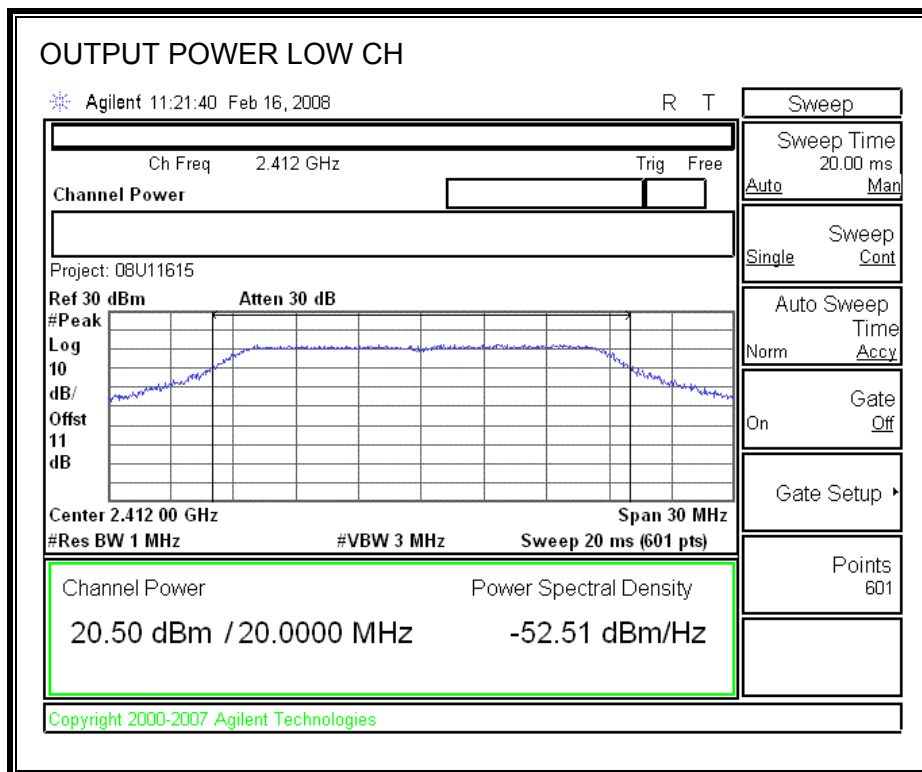 OUTPUT POWER LOW CH
Agilent 11:21:40 Feb 16, 2008 R T
Ch Freq 2.412 GHz Trig Free
Channel Power
Project: 08U11615
Ref 30 dBm Atten 30 dB
#Peak
Log
10
dB/
Offst
11
dB
Center 2.412 00 GHz Span 30 MHz
#Res BW 1 MHz #VBW 3 MHz Sweep 20 ms (601 pts)
Channel Power Power Spectral Density
20.50 dBm / 20.0000 MHz -52.51 dBm/Hz
Copyright 2000-2007 Agilent Technologies
Sweep
Sweep Time
20.00 ms
Auto Man
Sweep
Single Cont
Auto Sweep
Time
Norm Accy
Gate
On Off
Gate Setup
Points
601